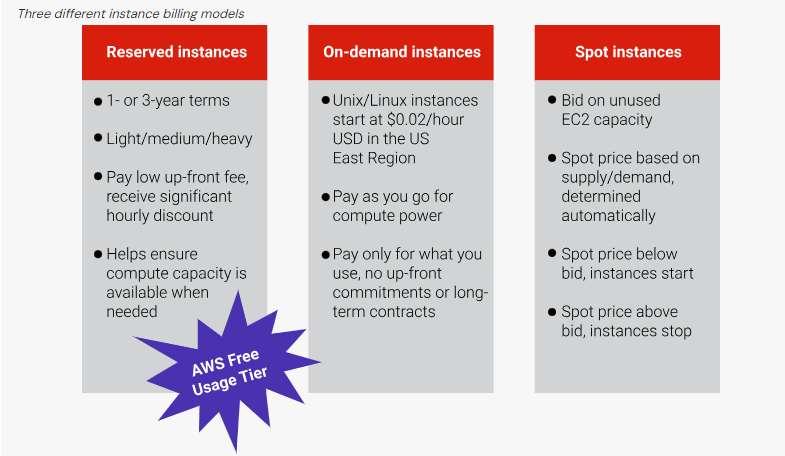 Three different instance billing models
Reserved instances
• 1- or 3-year terms
• Light/medium/heavy
• Pay low up-front fee,
receive significant
hourly discount
• Helps ensure
compute capacity is
available when
needed
AWS Free
Usage Tier
On-demand instances
• Unix/Linux instances
start at $0.02/hour
USD in the US
East Region
• Pay as you go for
compute power
• Pay only for what you
use, no up-front
commitments or long-
term contracts
Spot instances
• Bid on unused
EC2 capacity
• Spot price based on
supply/demand,
determined
automatically
• Spot price below
bid, instances start
• Spot price above
bid, instances stop